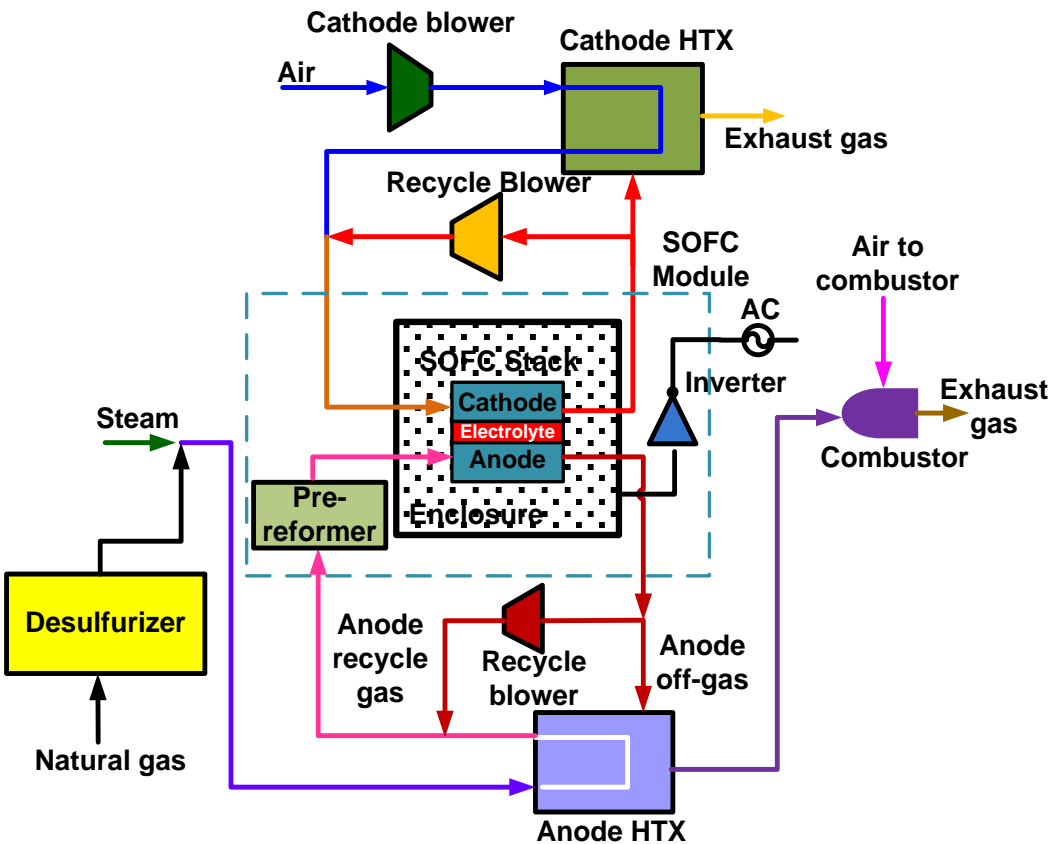 Cathode blower
Air
Cathode HTX
Exhaust gas
Recycle Blower
SOFC
Module
Air to
combustor
AC
SOFC Stack
Cathode
Electrolyte
Anode
Inverter
Exhaust
gas
Combustor
Steam
Pre-
reformer
Enclosure
Desulfurizer
Anode
recycle
gas
Recycle
blower
Anode
off-gas
Natural gas
Anode HTX